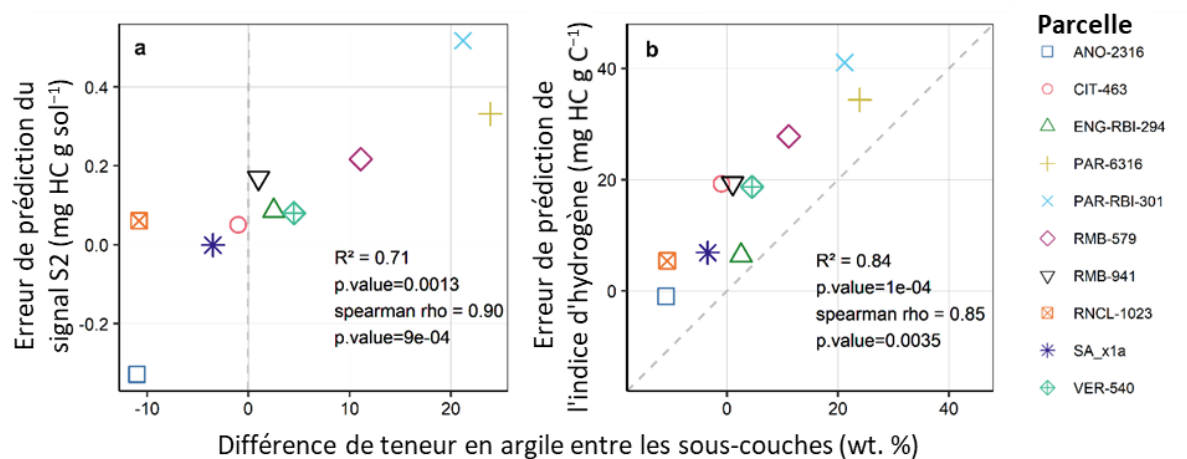 a
Erreur de prédiction du
signal S2 (mg HC g sol⁻¹)
0.4
0.2
0.0
-0.2
R² = 0.71
p.value=0.0013
spearman rho = 0.90
p.value=9e-04
-10
0
10
20
b
Erreur de prédiction de
l'indice d'hydrogène (mg HC g C⁻¹)
40
20
0
R² = 0.84
p.value=1e-04
spearman rho = 0.85
p.value=0.0035
0
20
40
Différence de teneur en argile entre les sous-couches (wt. %)
Parcelle
ANO-2316
CIT-463
ENG-RBI-294
PAR-6316
PAR-RBI-301
RMB-579
RMB-941
RNCL-1023
SA_x1a
VER-540